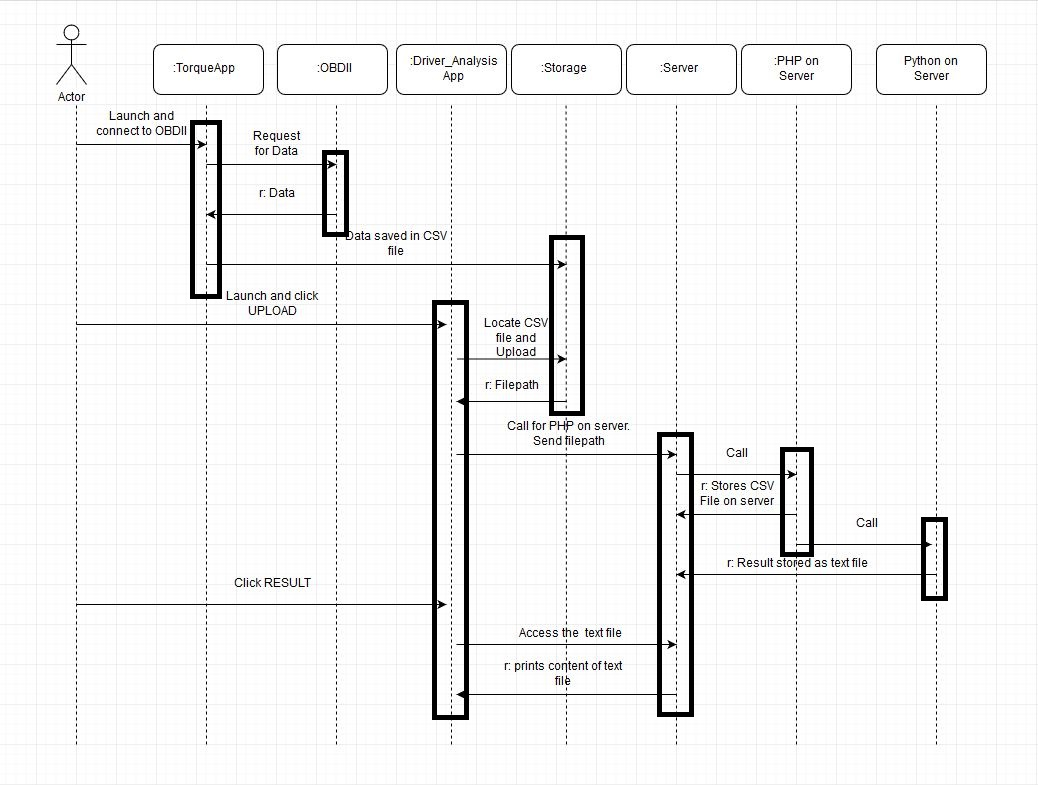 Actor
:TorqueApp
:OBDII
:Driver_Analysis
App
:Storage
:Server
:PHP on
Server
Python on
Server
Launch and
connect to OBDII
Request
for Data
r: Data
Data saved in CSV
file
Launch and click
UPLOAD
Locate CSV
file and
Upload
r: Filepath
Call for PHP on server.
Send filepath
Call
r: Stores CSV
File on server
Call
r: Result stored as text file
Click RESULT
Access the  text file
r: prints content of text
file